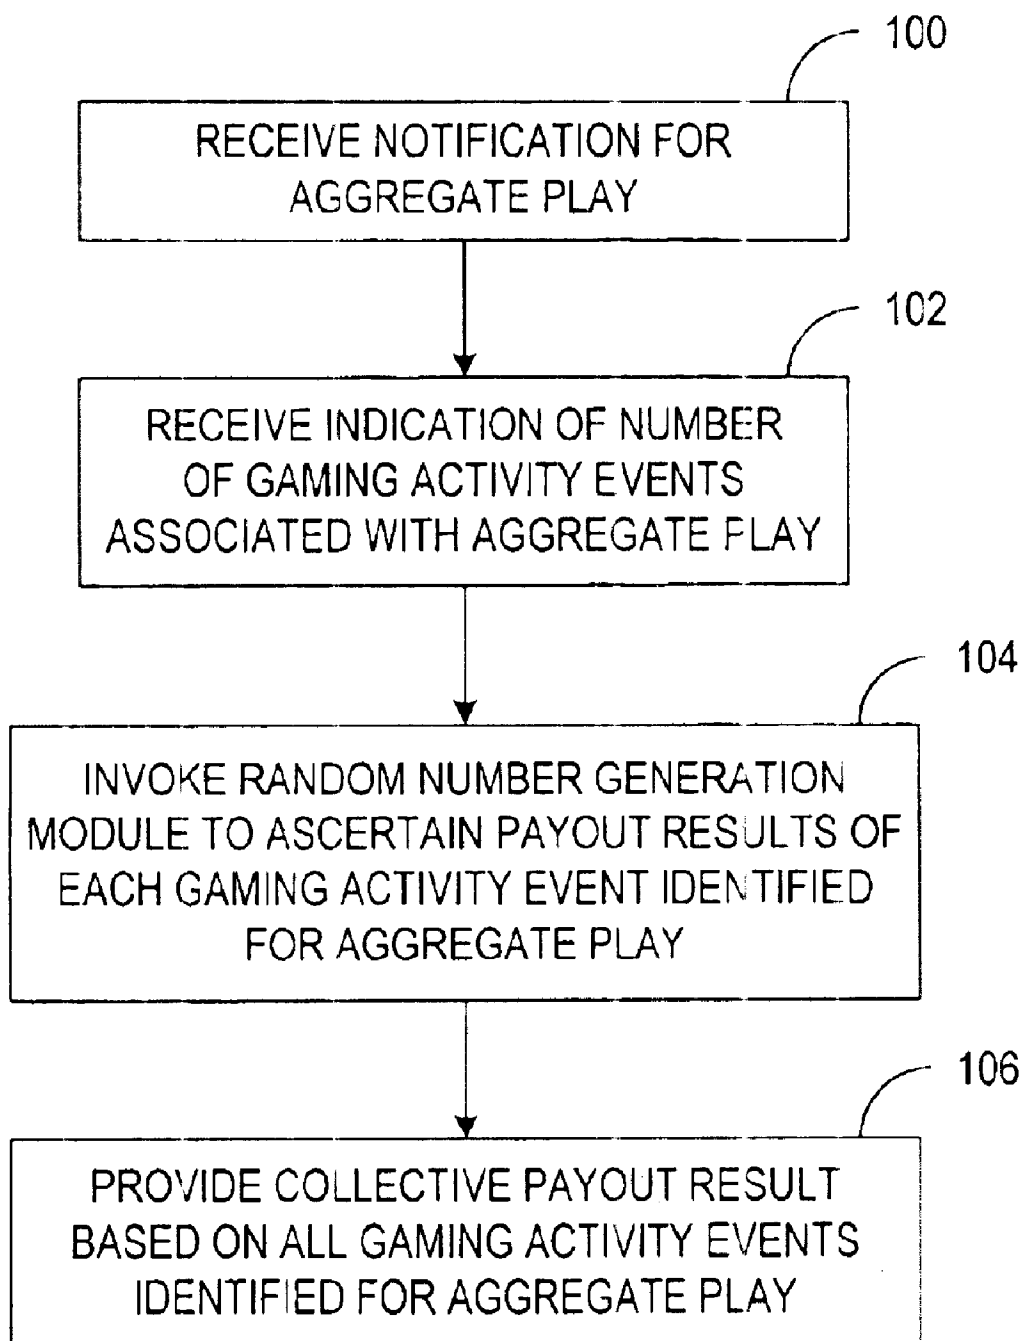 100
RECEIVE NOTIFICATION FOR
AGGREGATE PLAY
102
RECEIVE INDICATION OF NUMBER
OF GAMING ACTIVITY EVENTS
ASSOCIATED WITH AGGREGATE PLAY
104
INVOKE RANDOM NUMBER GENERATION
MODULE TO ASCERTAIN PAYOUT RESULTS OF
EACH GAMING ACTIVITY EVENT IDENTIFIED
FOR AGGREGATE PLAY
106
PROVIDE COLLECTIVE PAYOUT RESULT
BASED ON ALL GAMING ACTIVITY EVENTS
IDENTIFIED FOR AGGREGATE PLAY